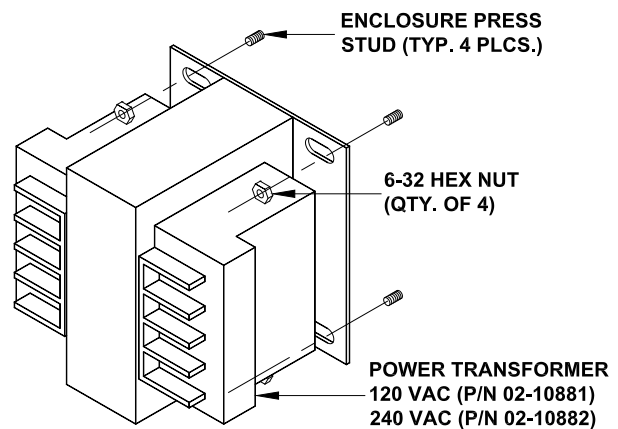 ENCLOSURE PRESS
STUD (TYP. 4 PLCS.)
6-32 HEX NUT
(QTY. OF 4)
POWER TRANSFORMER
120 VAC (P/N 02-10881)
240 VAC (P/N 02-10882)